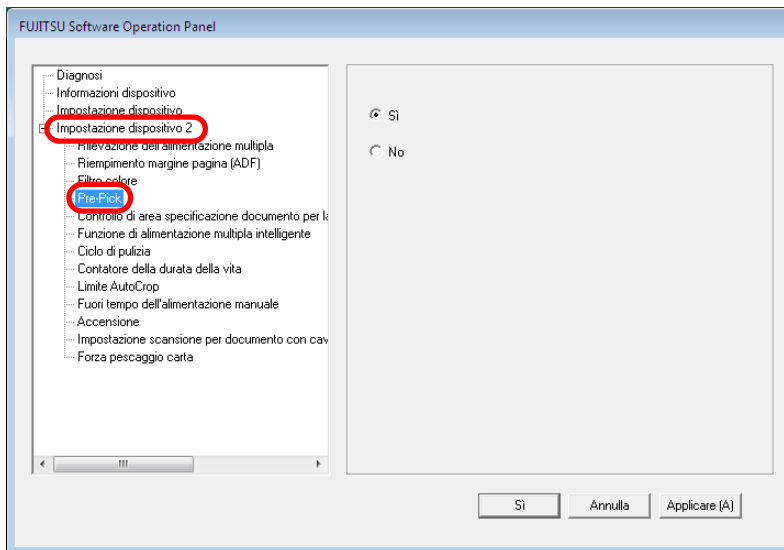 FUJITSU Software Operation Panel
Diagnosi
Informazioni dispositivo
Impostazione dispositivo
Impostazione dispositivo 2
Rilevazione dell'alimentazione multipla
Riempimento margine pagina (ADF)
Filtro colore
Pre-Pick
Controllo di area specificazione documento per la
Funzione di alimentazione multipla intelligente
Ciclo di pulizia
Contatore della durata della vita
Limite AutoCrop
Fuori tempo dell'alimentazione manuale
Accensione
Impostazione scansione per documento con cav
Forza pescaggio carta
Sì
No
Sì Annulla Applicare (A)